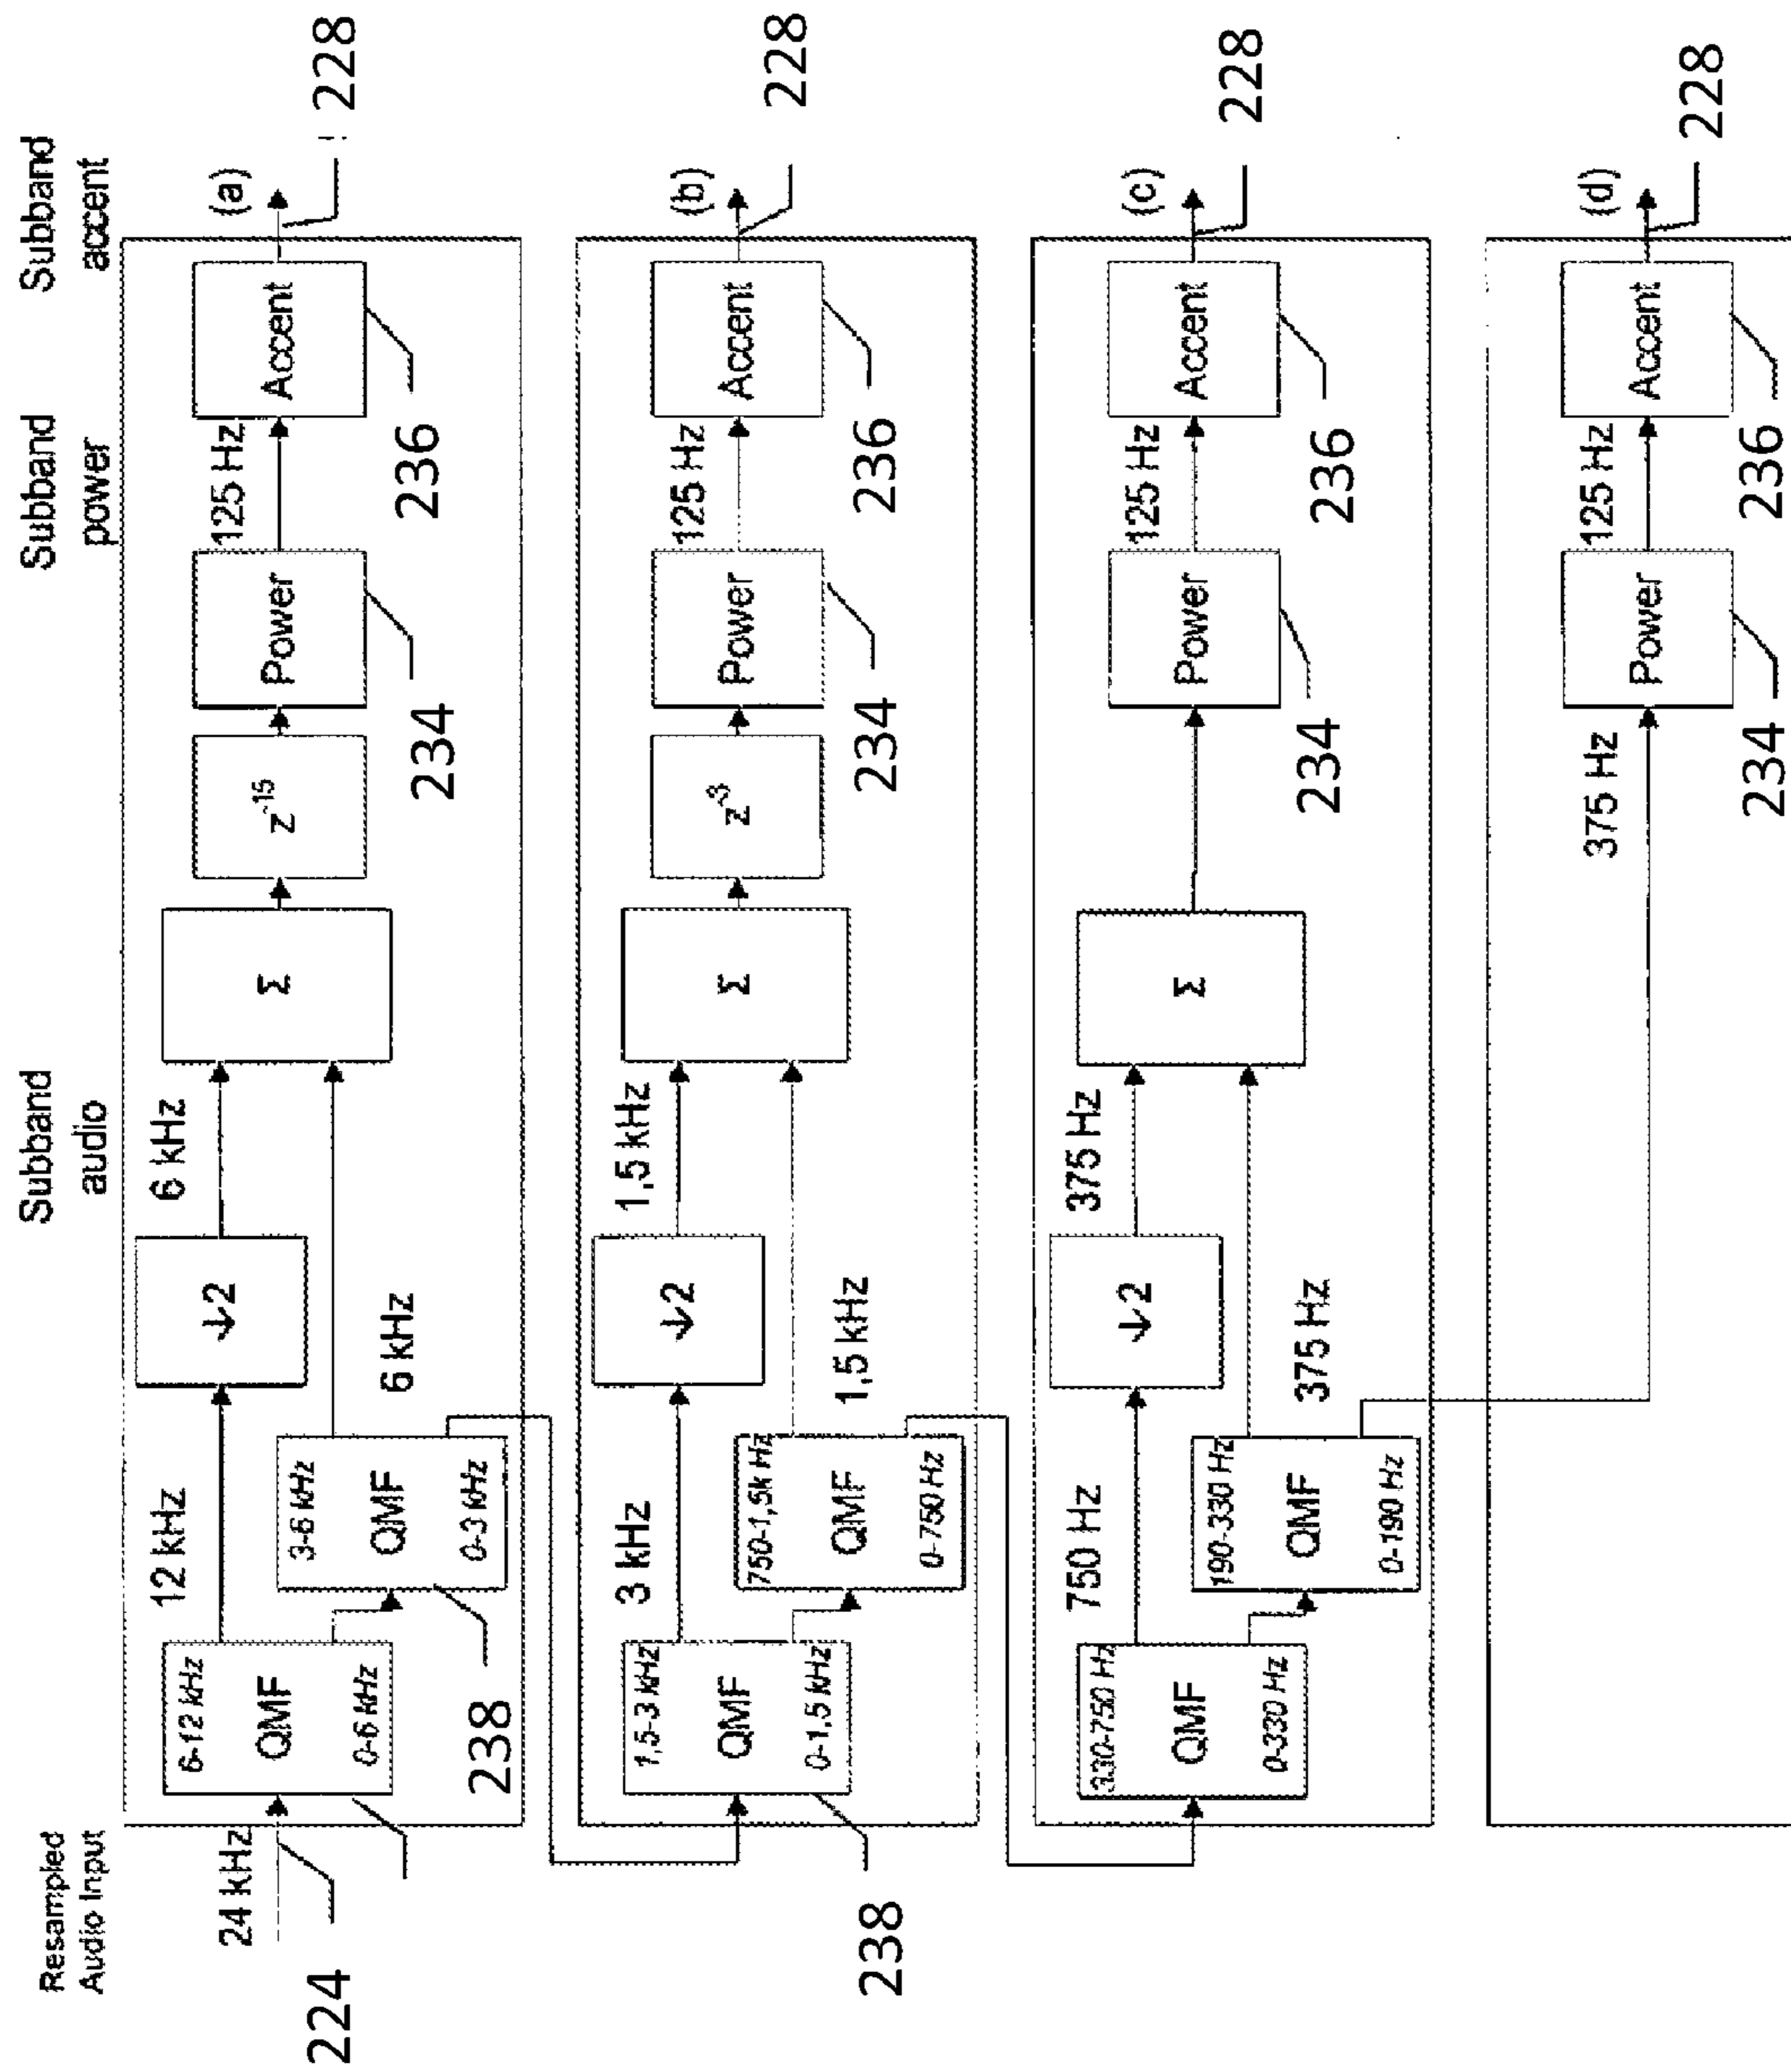 Resampled
Audio Input
Subband
audio
Subband
power
Subband
accent
24 kHz
224
6-12 kHz
QMF
0-6 kHz
12 kHz
↓2
6 kHz
3-6 kHz
QMF
0-3 kHz
238
6 kHz
Σ
z⁻¹⁵
Power
234
125 Hz
Accent
236
(a)
228
1,5-3 kHz
QMF
0-1,5 kHz
238
3 kHz
↓2
1,5 kHz
750-1,5k Hz
QMF
0-750 Hz
1,5 kHz
Σ
z⁻³
Power
234
125 Hz
Accent
236
(b)
228
330-750 Hz
QMF
0-330 Hz
750 Hz
↓2
375 Hz
190-330 Hz
QMF
0-190 Hz
375 Hz
Σ
Power
234
125 Hz
Accent
236
(c)
228
375 Hz
Power
234
125 Hz
Accent
236
(d)
228